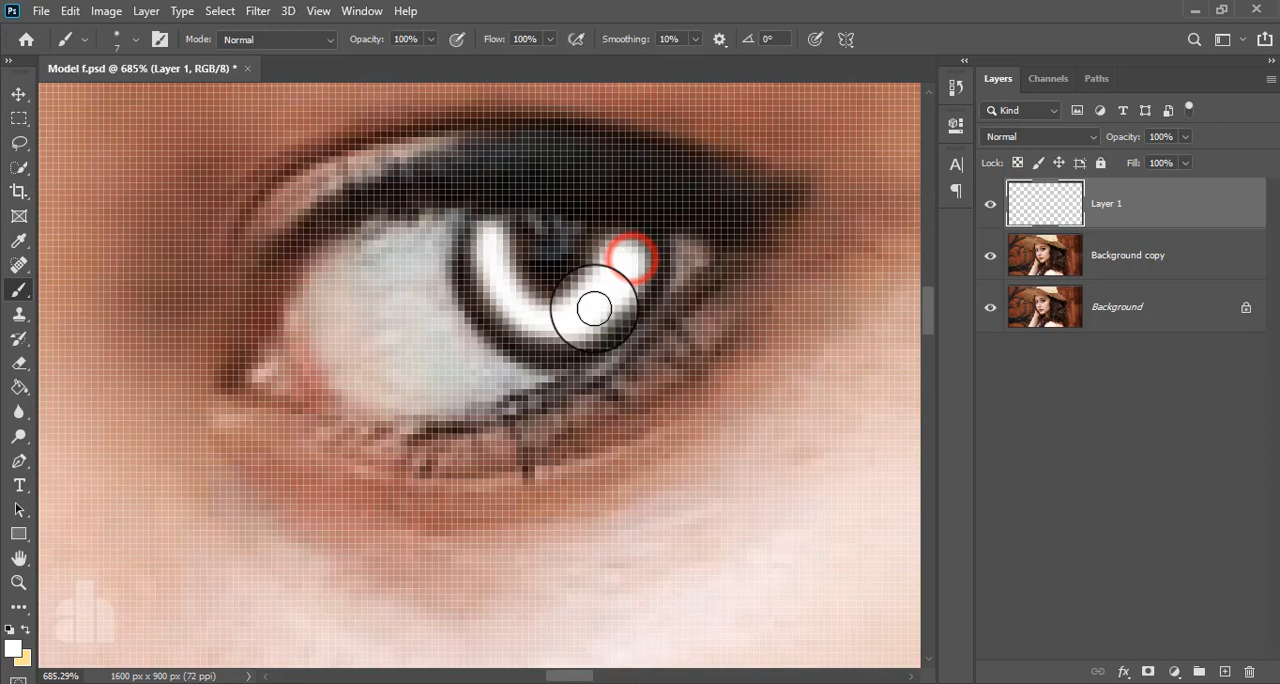 Ps File Edit Image Layer Type Select Filter 3D View Window Help
7 Mode: Normal Opacity: 100% Flow: 100% Smoothing: 10% 0°
Model f.psd @ 685% (Layer 1, RGB/8) *
Layers Channels Paths
Kind
Normal Opacity: 100%
Lock: Fill: 100%
Layer 1
Background copy
Background
dh
685.29% 1600 px x 900 px (72 ppi)